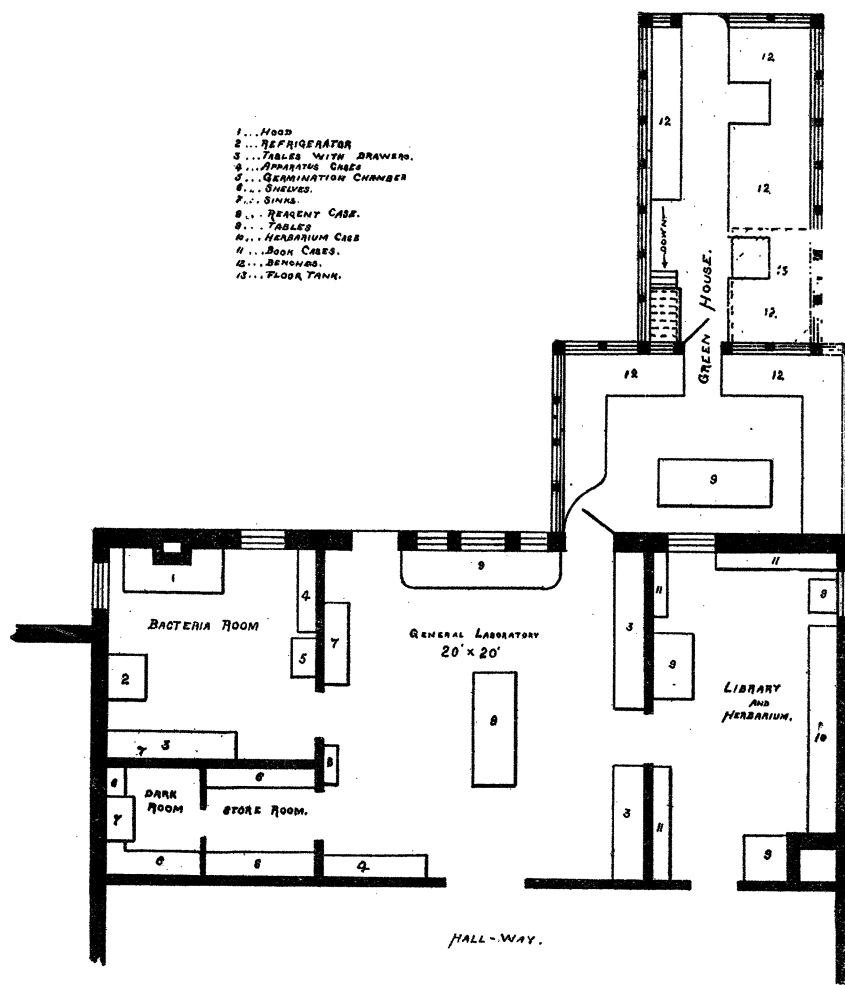 1...HOOD
2...REFRIGERATOR
3...TABLES WITH DRAWERS.
4...APPARATUS CASES
5...GERMINATION CHAMBER
6...SHELVES.
7...SINKS.
8... REAGENT CASE.
9... TABLES
10... HERBARIUM CASE
11... BOOK CASES.
12...BENCHES.
13...FLOOR TANK.
12
12
12
DOWN
13
12
GREEN HOUSE.
12
12
9
1
4
9
11
11
9
BACTERIA ROOM
GENERAL LABORATORY
20' x 20'
7
3
5
2
9
LIBRARY
AND
HERBARIUM.
8
10
7 3
8
6
6
DARK
ROOM
7
STORE ROOM.
3
11
6
6
4
9
HALL-WAY.